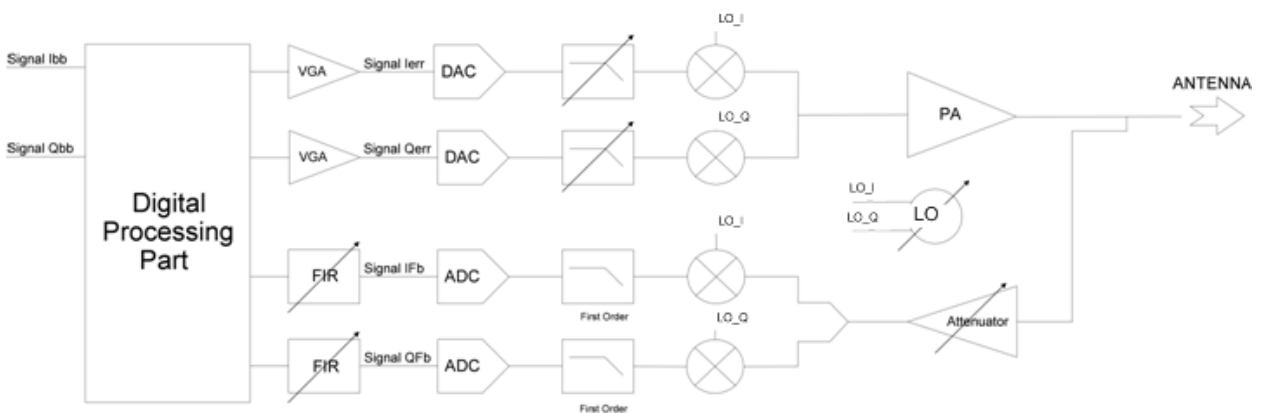 LO_I
Signal Ibb
VGA
Signal Ierr
DAC
ANTENNA
LO_Q
PA
Signal Qbb
VGA
Signal Qerr
DAC
Digital
Processing
Part
LO_I
LO_Q
LO
LO_I
FIR
Signal IFb
ADC
First Order
LO_Q
Attenuator
FIR
Signal QFb
ADC
First Order